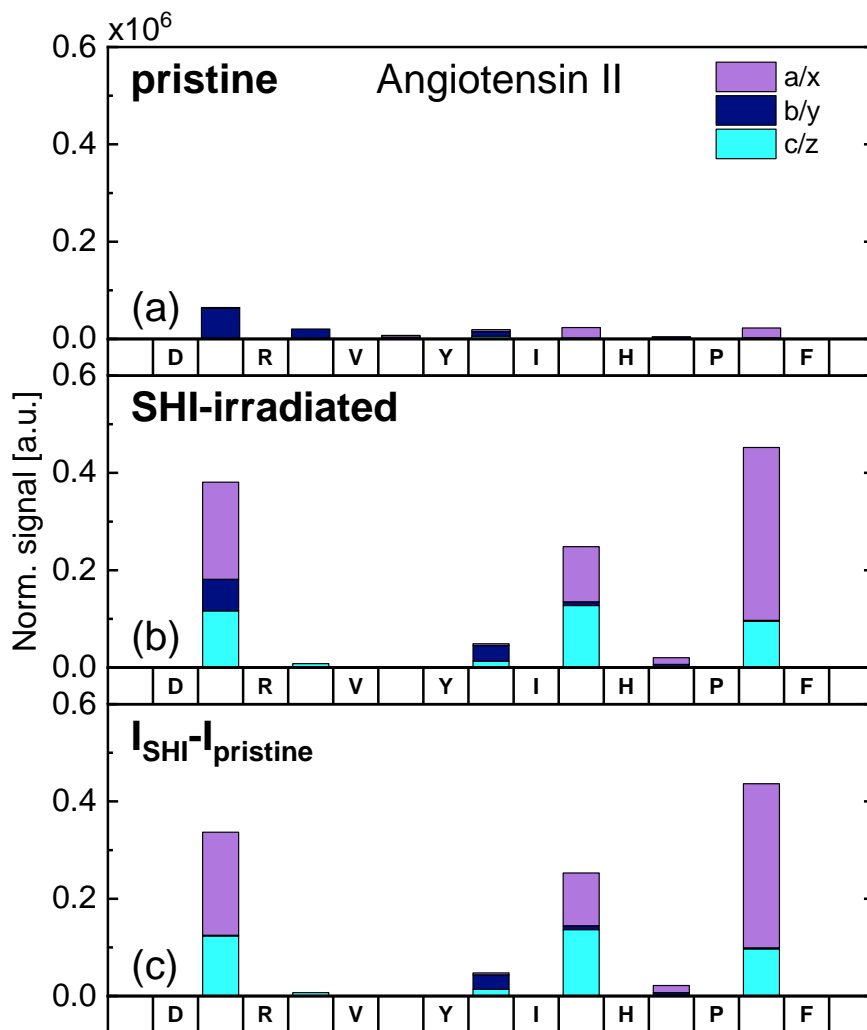 x10⁶
pristine Angiotensin II
a/x
b/y
c/z
0.6
0.4
0.2
0.0
(a)
D R V Y I H P F
Norm. signal [a.u.]
SHI-irradiated
0.6
0.4
0.2
0.0
(b)
D R V Y I H P F
I_SHI-I_pristine
0.6
0.4
0.2
0.0
(c)
D R V Y I H P F